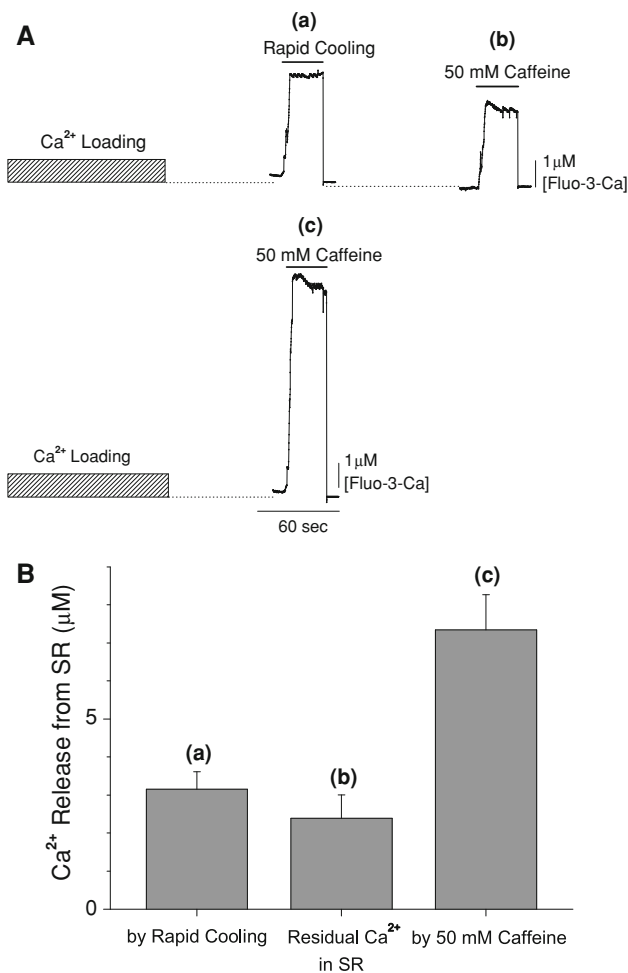 A
(a)
Rapid Cooling
(b)
50 mM Caffeine
Ca²⁺ Loading
1μM
[Fluo-3-Ca]
(c)
50 mM Caffeine
Ca²⁺ Loading
1μM
[Fluo-3-Ca]
60 sec
B
Ca²⁺ Release from SR (μM)
5
0
(a)
(b)
(c)
by Rapid Cooling
Residual Ca²⁺
in SR
by 50 mM Caffeine